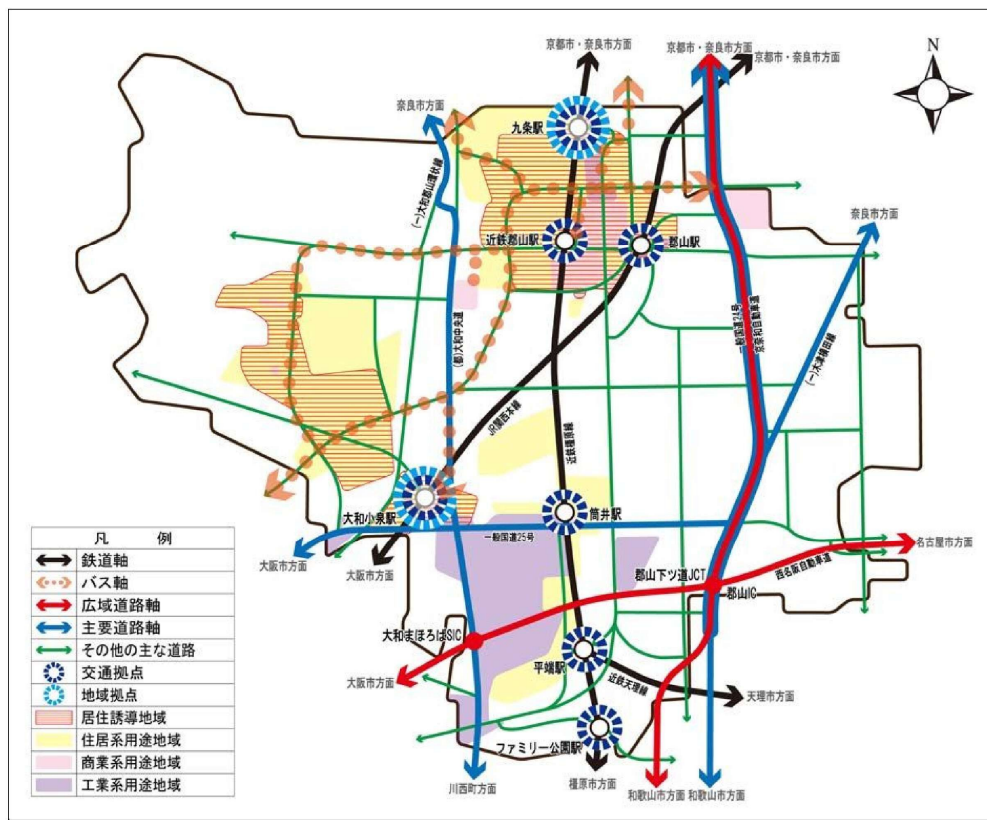 京都市・奈良市方面
京都市・奈良市方面
京都市・奈良市方面
N
奈良市方面
九条駅
(一)大和郡山環状線
奈良市方面
近鉄郡山駅
郡山駅
一般国道24号
京奈和自動車道
(一)木津横田線
(都)大和中央道
JR関西本線
近鉄橿原線
大和小泉駅
筒井駅
一般国道25号
大阪市方面
大阪市方面
名古屋市方面
西名阪自動車道
郡山下ツ道JCT
郡山IC
大和まほろばSIC
大阪市方面
平端駅
近鉄天理線
天理市方面
ファミリー公園駅
川西町方面
橿原市方面
和歌山市方面
和歌山市方面
凡 例
鉄道軸
バス軸
広域道路軸
主要道路軸
その他の主な道路
交通拠点
地域拠点
居住誘導地域
住居系用途地域
商業系用途地域
工業系用途地域